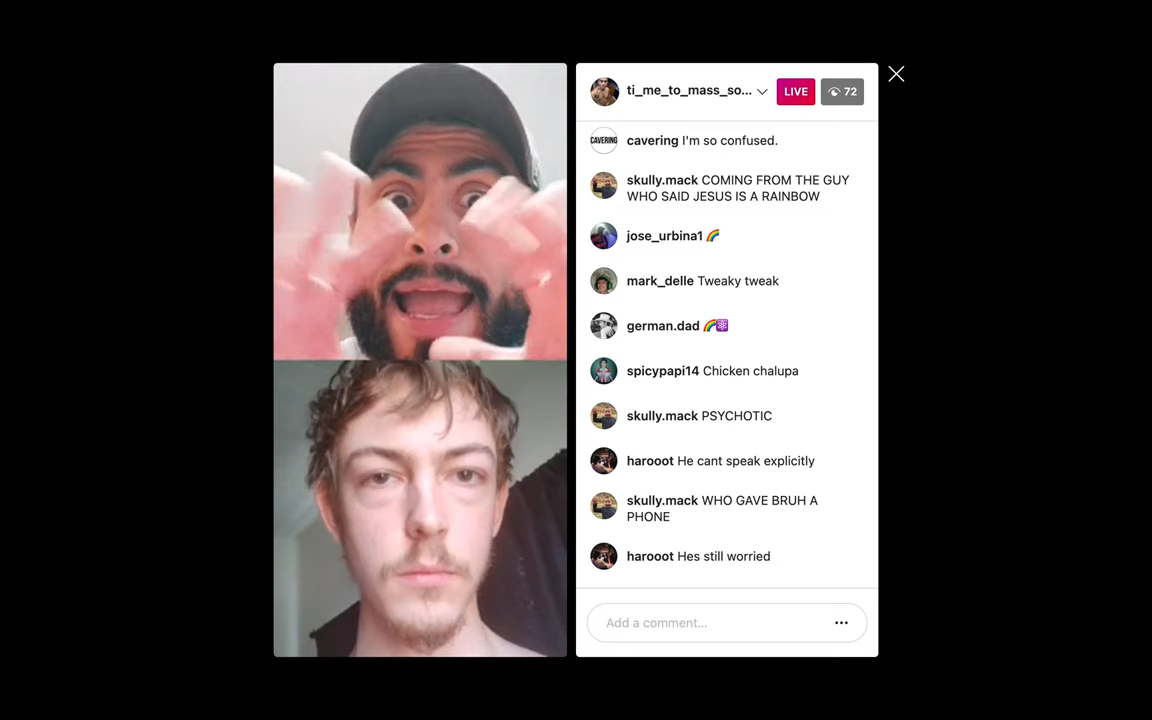 ti_me_to_mass_so...
LIVE
72
CAVERING
cavering I'm so confused.
skully.mack COMING FROM THE GUY
WHO SAID JESUS IS A RAINBOW
jose_urbina1 🌈
mark_delle Tweaky tweak
german.dad 🌈⚛️
spicypapi14 Chicken chalupa
skully.mack PSYCHOTIC
harooot He cant speak explicitly
skully.mack WHO GAVE BRUH A
PHONE
harooot Hes still worried
Add a comment...